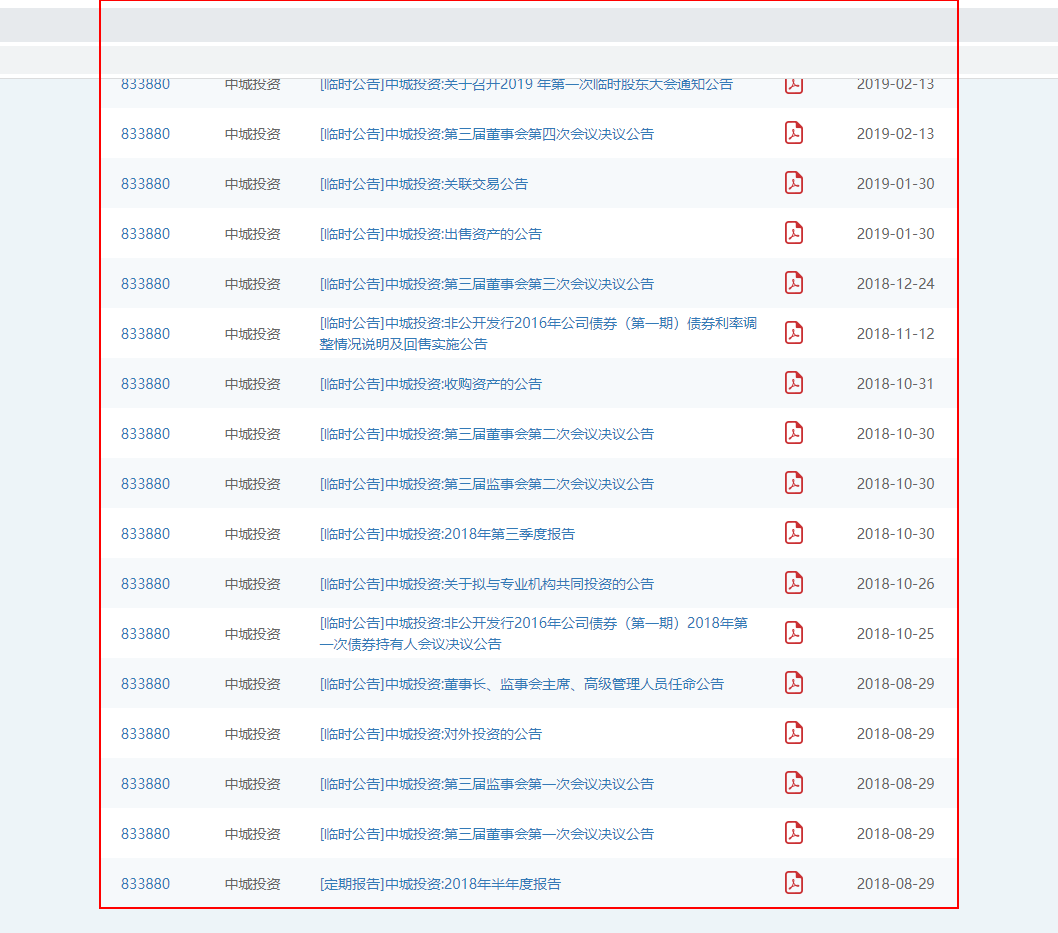 833880 中城投资 [临时公告]中城投资:关于召开2019 年第一次临时股东大会通知公告 2019-02-13
833880 中城投资 [临时公告]中城投资:第三届董事会第四次会议决议公告 2019-02-13
833880 中城投资 [临时公告]中城投资:关联交易公告 2019-01-30
833880 中城投资 [临时公告]中城投资:出售资产的公告 2019-01-30
833880 中城投资 [临时公告]中城投资:第三届董事会第三次会议决议公告 2018-12-24
833880 中城投资 [临时公告]中城投资:非公开发行2016年公司债券（第一期）债券利率调 2018-11-12
整情况说明及回售实施公告
833880 中城投资 [临时公告]中城投资:收购资产的公告 2018-10-31
833880 中城投资 [临时公告]中城投资:第三届董事会第二次会议决议公告 2018-10-30
833880 中城投资 [临时公告]中城投资:第三届监事会第二次会议决议公告 2018-10-30
833880 中城投资 [临时公告]中城投资:2018年第三季度报告 2018-10-30
833880 中城投资 [临时公告]中城投资:关于拟与专业机构共同投资的公告 2018-10-26
833880 中城投资 [临时公告]中城投资:非公开发行2016年公司债券（第一期）2018年第 2018-10-25
一次债券持有人会议决议公告
833880 中城投资 [临时公告]中城投资:董事长、监事会主席、高级管理人员任命公告 2018-08-29
833880 中城投资 [临时公告]中城投资:对外投资的公告 2018-08-29
833880 中城投资 [临时公告]中城投资:第三届监事会第一次会议决议公告 2018-08-29
833880 中城投资 [临时公告]中城投资:第三届董事会第一次会议决议公告 2018-08-29
833880 中城投资 [定期报告]中城投资:2018年半年度报告 2018-08-29